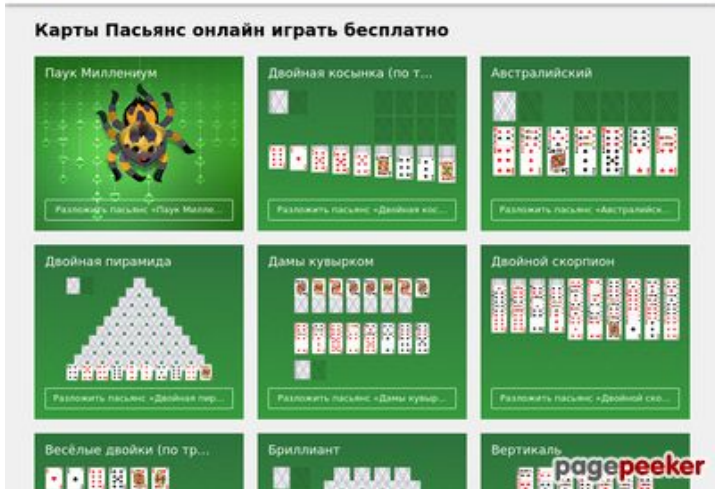 Карты Пасьянс онлайн играть бесплатно
Паук Миллениум
Двойная косынка (по т...
Австралийский
Разложить пасьянс «Паук Милле...
Разложить пасьянс «Двойная кос...
Разложить пасьянс «Австралийск...
Двойная пирамида
Дамы кувырком
Двойной скорпион
Разложить пасьянс «Двойная пир...
Разложить пасьянс «Дамы кувыр...
Разложить пасьянс «Двойной ско...
Весёлые двойки (по тр...
Бриллиант
Вертикаль
pagepeeker